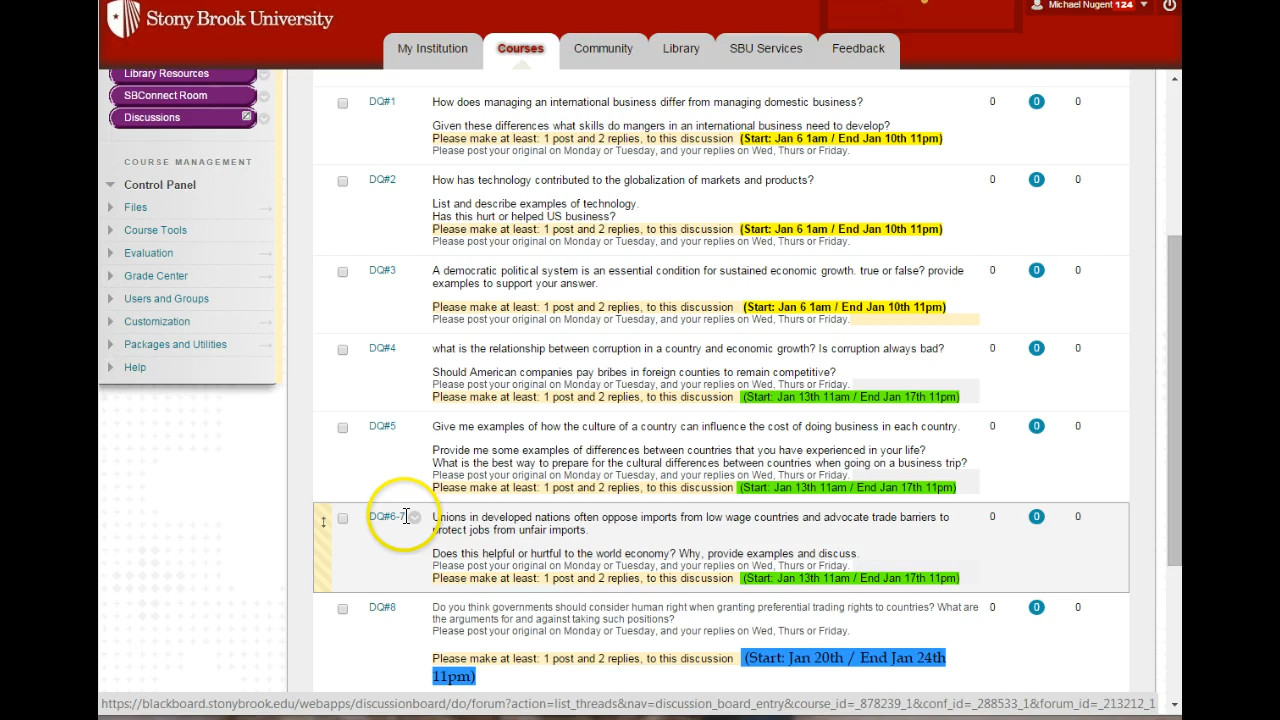 Stony Brook University
Michael Nugent 124
My Institution
Courses
Community
Library
SBU Services
Feedback
Library Resources
SBConnect Room
Discussions
COURSE MANAGEMENT
Control Panel
Files
Course Tools
Evaluation
Grade Center
Users and Groups
Customization
Packages and Utilities
Help
DQ#1 How does managing an international business differ from managing domestic business? 0 0 0
Given these differences what skills do mangers in an international business need to develop?
Please make at least: 1 post and 2 replies, to this discussion (Start: Jan 6 1am / End Jan 10th 11pm)
Please post your original on Monday or Tuesday, and your replies on Wed, Thurs or Friday.
DQ#2 How has technology contributed to the globalization of markets and products? 0 0 0
List and describe examples of technology.
Has this hurt or helped US business?
Please make at least: 1 post and 2 replies, to this discussion (Start: Jan 6 1am / End Jan 10th 11pm)
Please post your original on Monday or Tuesday, and your replies on Wed, Thurs or Friday.
DQ#3 A democratic political system is an essential condition for sustained economic growth. true or false? provide 0 0 0
examples to support your answer.
Please make at least: 1 post and 2 replies, to this discussion (Start: Jan 6 1am / End Jan 10th 11pm)
Please post your original on Monday or Tuesday, and your replies on Wed, Thurs or Friday.
DQ#4 what is the relationship between corruption in a country and economic growth? Is corruption always bad? 0 0 0
Should American companies pay bribes in foreign counties to remain competitive?
Please post your original on Monday or Tuesday, and your replies on Wed, Thurs or Friday.
Please make at least: 1 post and 2 replies, to this discussion (Start: Jan 13th 11am / End Jan 17th 11pm)
DQ#5 Give me examples of how the culture of a country can influence the cost of doing business in each country. 0 0 0
Provide me some examples of differences between countries that you have experienced in your life?
What is the best way to prepare for the cultural differences between countries when going on a business trip?
Please post your original on Monday or Tuesday, and your replies on Wed, Thurs or Friday.
Please make at least: 1 post and 2 replies, to this discussion (Start: Jan 13th 11am / End Jan 17th 11pm)
DQ#6-7 Unions in developed nations often oppose imports from low wage countries and advocate trade barriers to 0 0 0
protect jobs from unfair imports.
Does this helpful or hurtful to the world economy? Why, provide examples and discuss.
Please post your original on Monday or Tuesday, and your replies on Wed, Thurs or Friday.
Please make at least: 1 post and 2 replies, to this discussion (Start: Jan 13th 11am / End Jan 17th 11pm)
DQ#8 Do you think governments should consider human right when granting preferential trading rights to countries? What are 0 0 0
the arguments for and against taking such positions?
Please post your original on Monday or Tuesday, and your replies on Wed, Thurs or Friday.
Please make at least: 1 post and 2 replies, to this discussion (Start: Jan 20th / End Jan 24th
11pm)
https://blackboard.stonybrook.edu/webapps/discussionboard/do/forum?action=list_threads&nav=discussion_board_entry&course_id=_878239_1&conf_id=_288533_1&forum_id=_213212_1